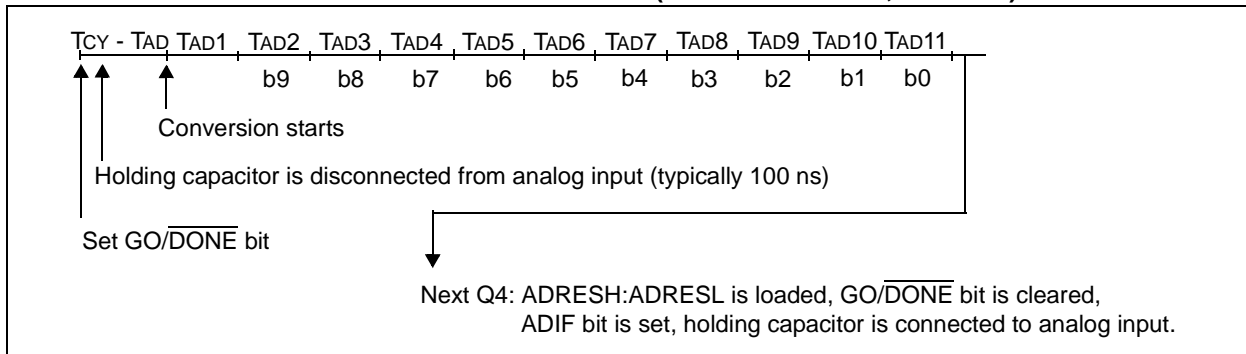 TCY - TAD TAD1 TAD2 TAD3 TAD4 TAD5 TAD6 TAD7 TAD8 TAD9 TAD10 TAD11
b9 b8 b7 b6 b5 b4 b3 b2 b1 b0
Conversion starts
Holding capacitor is disconnected from analog input (typically 100 ns)
Set GO/DONE bit
Next Q4: ADRESH:ADRESL is loaded, GO/DONE bit is cleared,
ADIF bit is set, holding capacitor is connected to analog input.